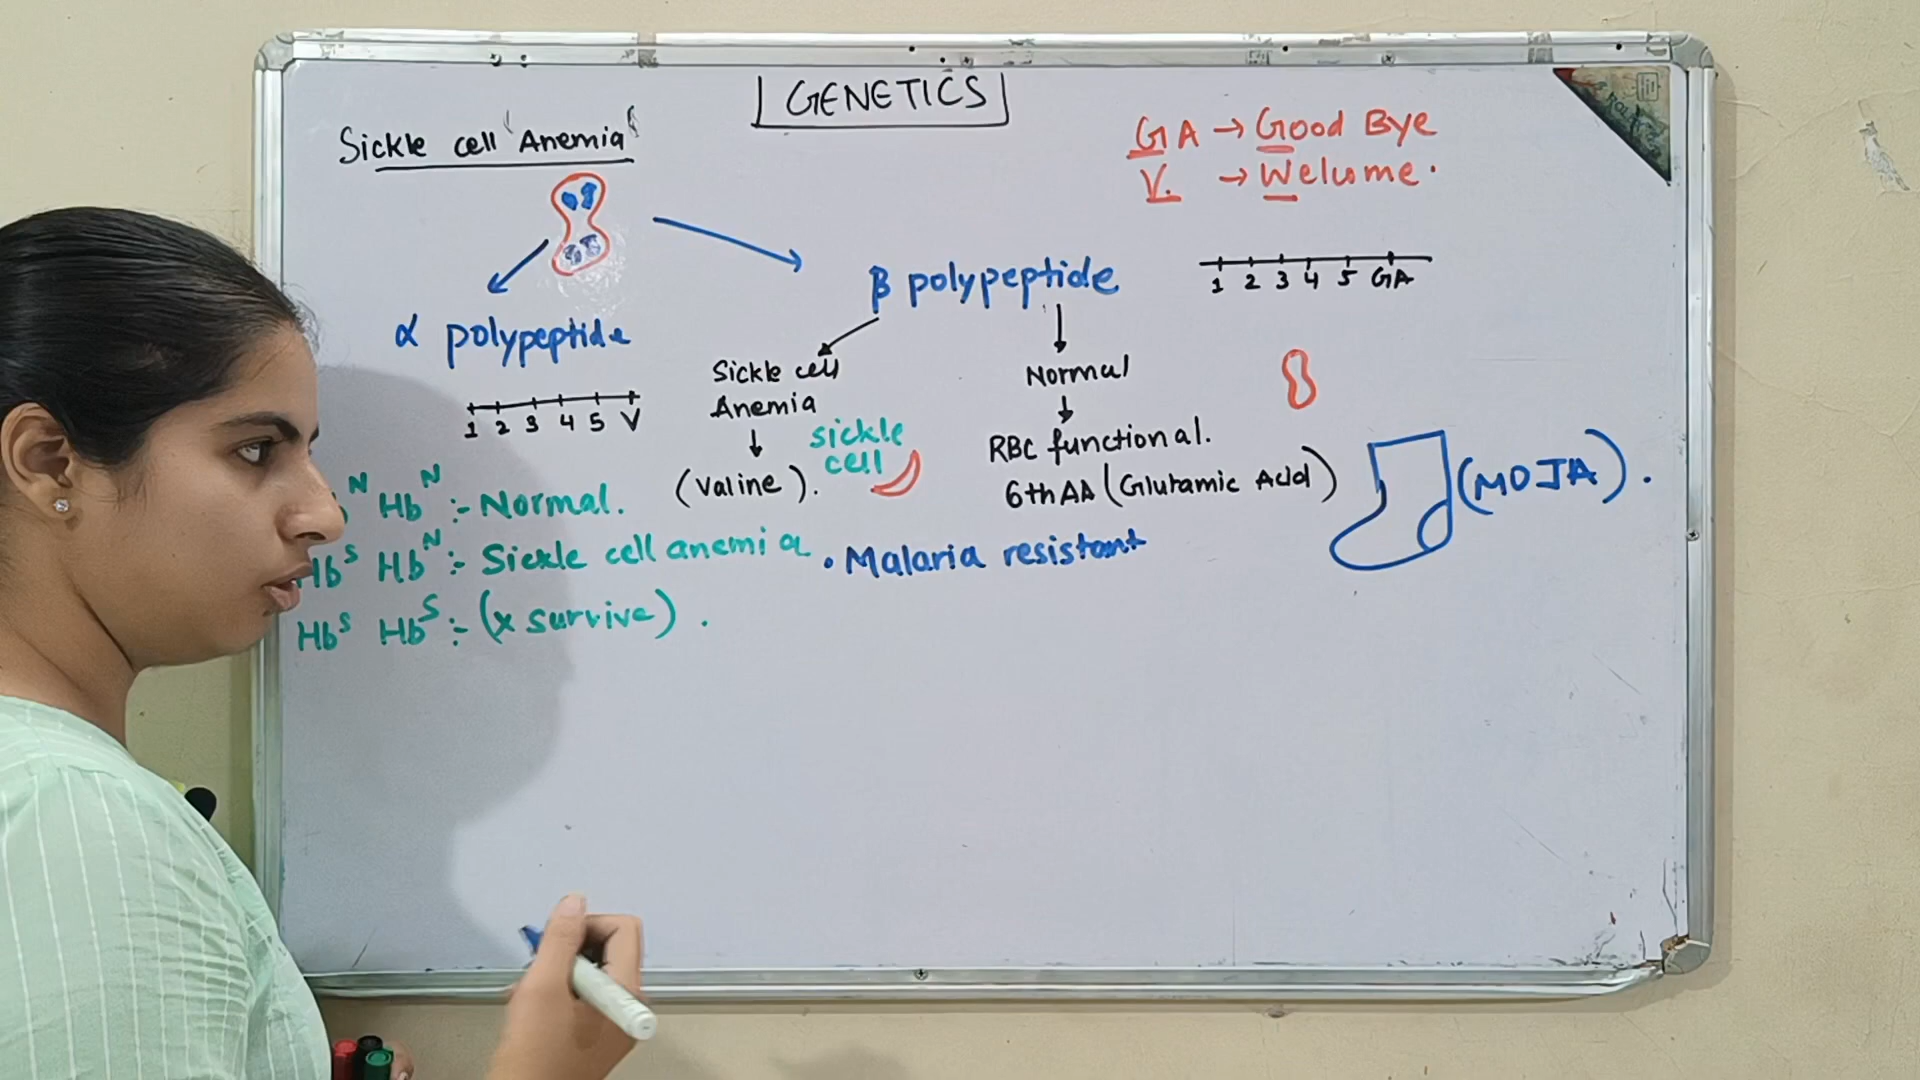 GENETICS
Sickle cell 'Anemia'
GA → Good Bye
V. → Welcome.
α polypeptide
1 2 3 4 5 V
β polypeptide
1 2 3 4 5 GA
Sickle cell
Anemia
↓
(Valine).
sickle
cell
Normal
↓
RBC functional.
6th AA (Glutamic Acid)
(MOJA).
N Hb^N :- Normal.
Hb^S Hb^N :- Sickle cell anemia . Malaria resistant
Hb^S Hb^S :- (x survive) .